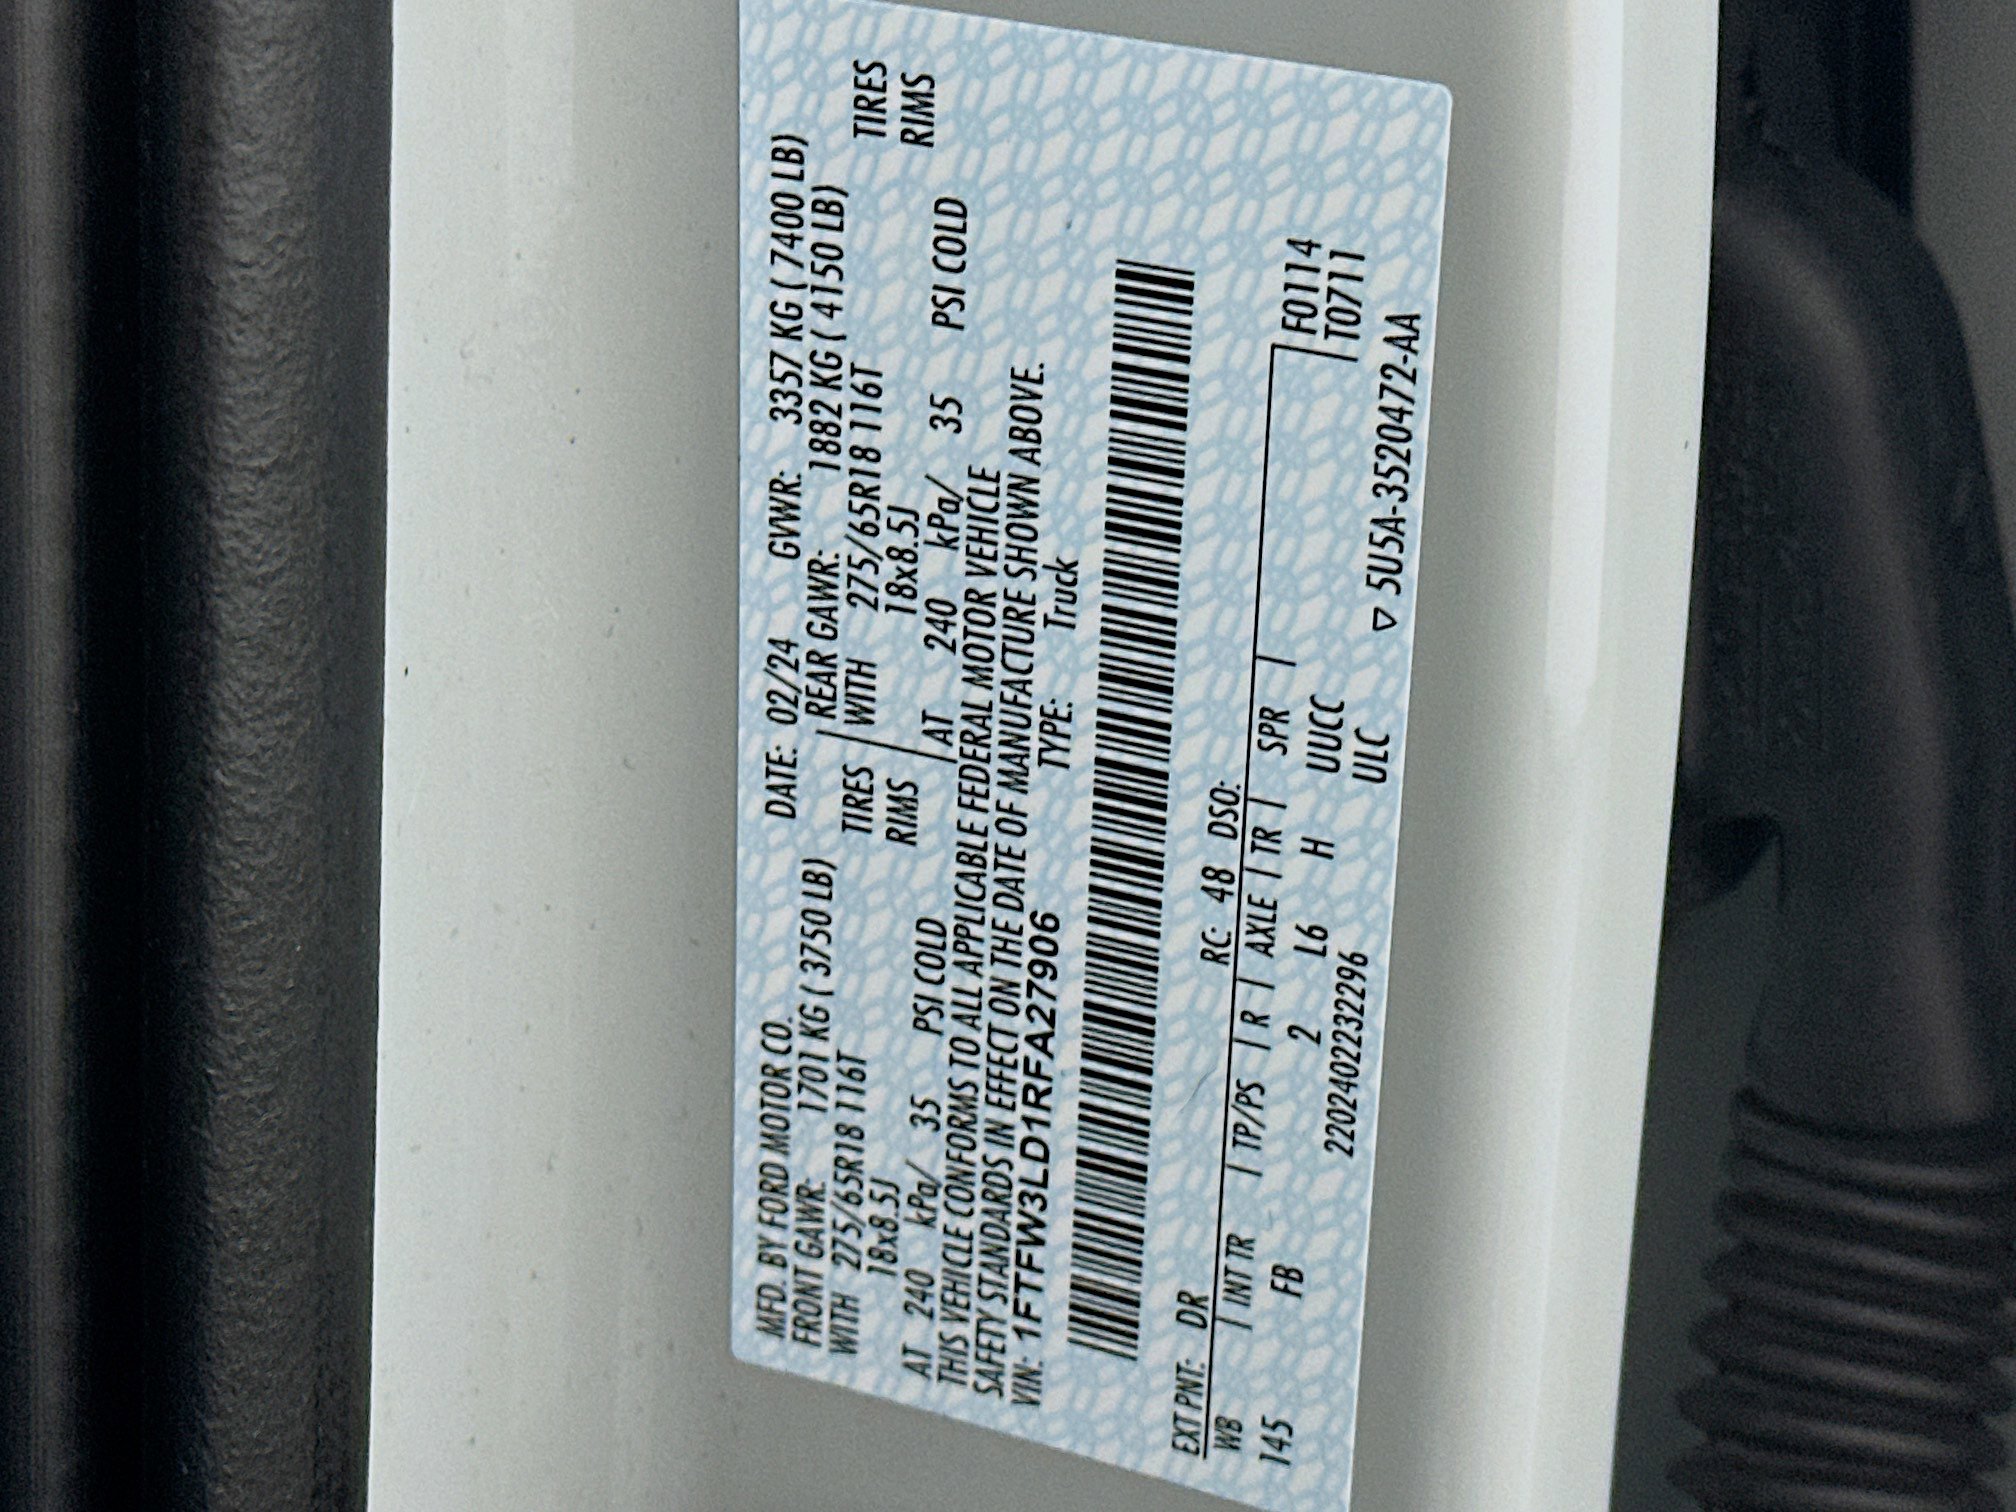 MFD. BY FORD MOTOR CO. DATE: 02/24 GVWR: 3357 KG ( 7400 LB)
FRONT GAWR: 1701 KG ( 3750 LB) REAR GAWR: 1882 KG ( 4150 LB)
WITH 275/65R18 116T TIRES WITH 275/65R18 116T TIRES
18x8.5J RIMS 18x8.5J RIMS
AT 240 kPa/ 35 PSI COLD AT 240 kPa/ 35 PSI COLD
THIS VEHICLE CONFORMS TO ALL APPLICABLE FEDERAL MOTOR VEHICLE
SAFETY STANDARDS IN EFFECT ON THE DATE OF MANUFACTURE SHOWN ABOVE.
VIN: 1FTFW3LD1RFA27906 TYPE: Truck
EXT PNT: DR RC: 48 DSO:
WB INT TR TP/PS R AXLE TR SPR F0114
145 FB 2 L6 H UUCC T0711
220240223296 ULC
▽ 5U5A-3520472-AA